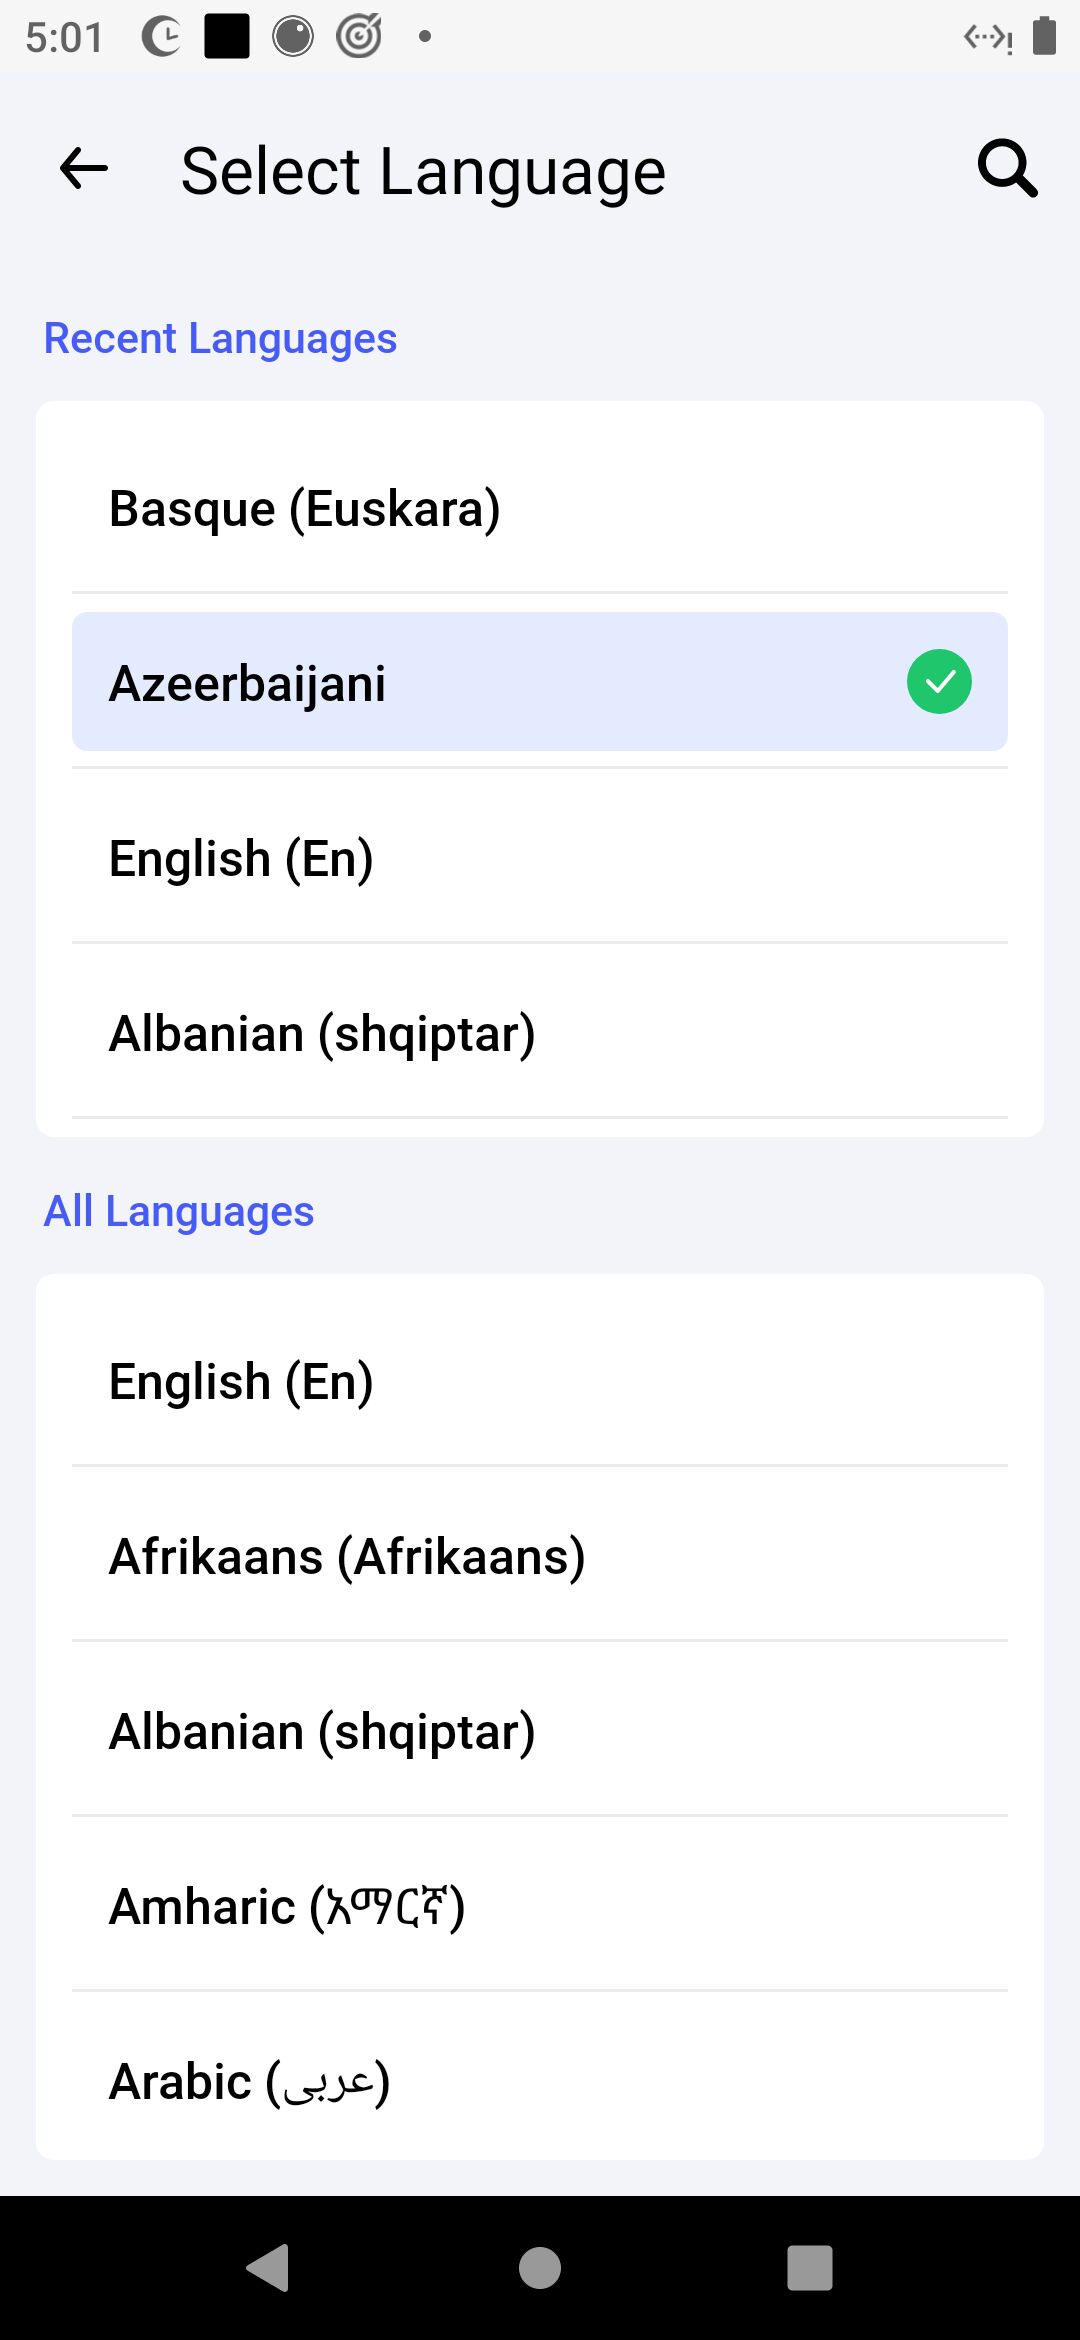 5:01
Select Language
Recent Languages
Basque (Euskara)
Azeerbaijani
English (En)
Albanian (shqiptar)
All Languages
English (En)
Afrikaans (Afrikaans)
Albanian (shqiptar)
Amharic (አማርኛ)
Arabic (عربى)